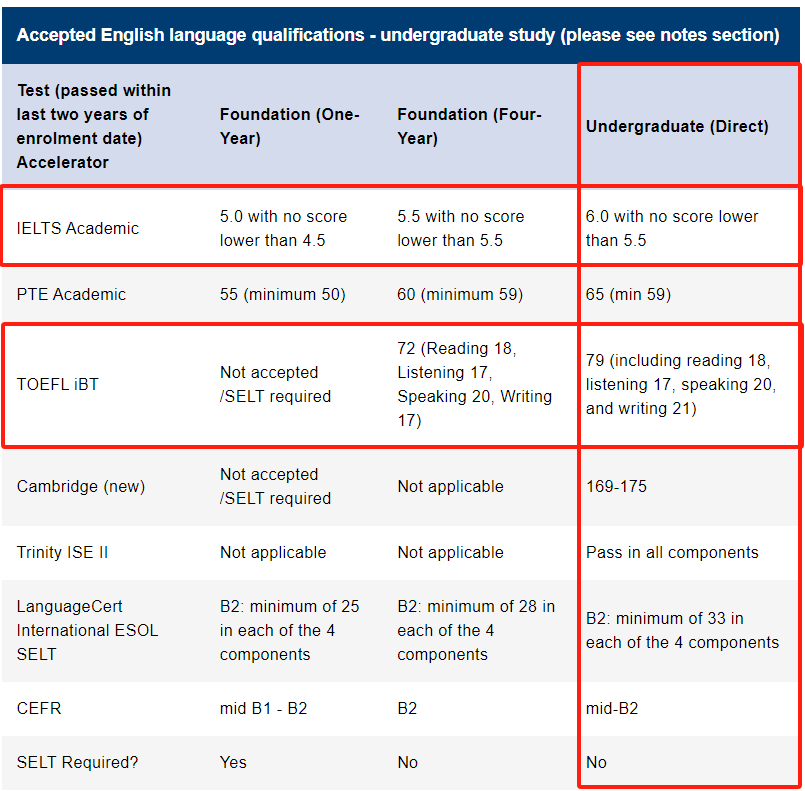 Accepted English language qualifications - undergraduate study (please see notes section)
Test (passed within
last two years of
enrolment date)
Accelerator
Foundation (One-
Year)
Foundation (Four-
Year)
Undergraduate (Direct)
IELTS Academic
5.0 with no score
lower than 4.5
5.5 with no score
lower than 5.5
6.0 with no score lower
than 5.5
PTE Academic
55 (minimum 50)
60 (minimum 59)
65 (min 59)
TOEFL iBT
Not accepted
/SELT required
72 (Reading 18,
Listening 17,
Speaking 20, Writing
17)
79 (including reading 18,
listening 17, speaking 20,
and writing 21)
Cambridge (new)
Not accepted
/SELT required
Not applicable
169-175
Trinity ISE II
Not applicable
Not applicable
Pass in all components
LanguageCert
International ESOL
SELT
B2: minimum of 25
in each of the 4
components
B2: minimum of 28 in
each of the 4
components
B2: minimum of 33 in
each of the 4 components
CEFR
mid B1 - B2
B2
mid-B2
SELT Required?
Yes
No
No